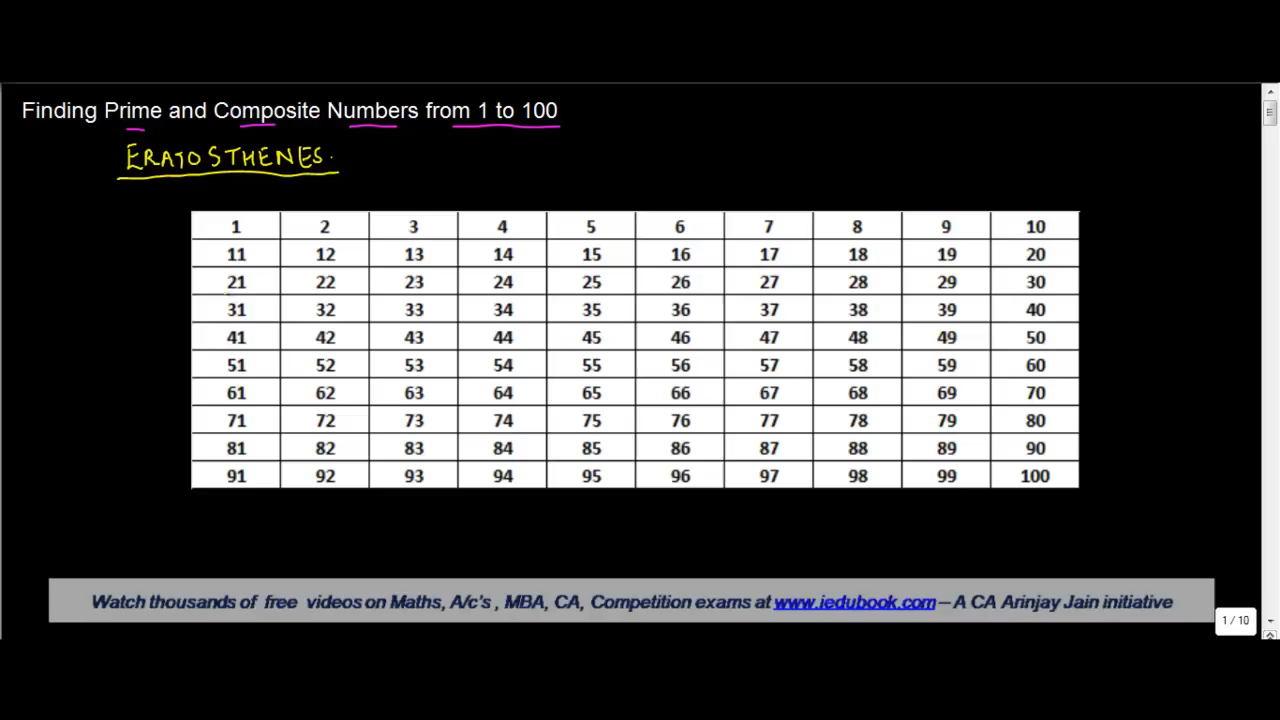 Finding Prime and Composite Numbers from 1 to 100
ERATOSTHENES.
1 2 3 4 5 6 7 8 9 10
11 12 13 14 15 16 17 18 19 20
21 22 23 24 25 26 27 28 29 30
31 32 33 34 35 36 37 38 39 40
41 42 43 44 45 46 47 48 49 50
51 52 53 54 55 56 57 58 59 60
61 62 63 64 65 66 67 68 69 70
71 72 73 74 75 76 77 78 79 80
81 82 83 84 85 86 87 88 89 90
91 92 93 94 95 96 97 98 99 100
Watch thousands of free videos on Maths, A/c's , MBA, CA, Competition exams at www.iedubook.com – A CA Arinjay Jain initiative
1 / 10